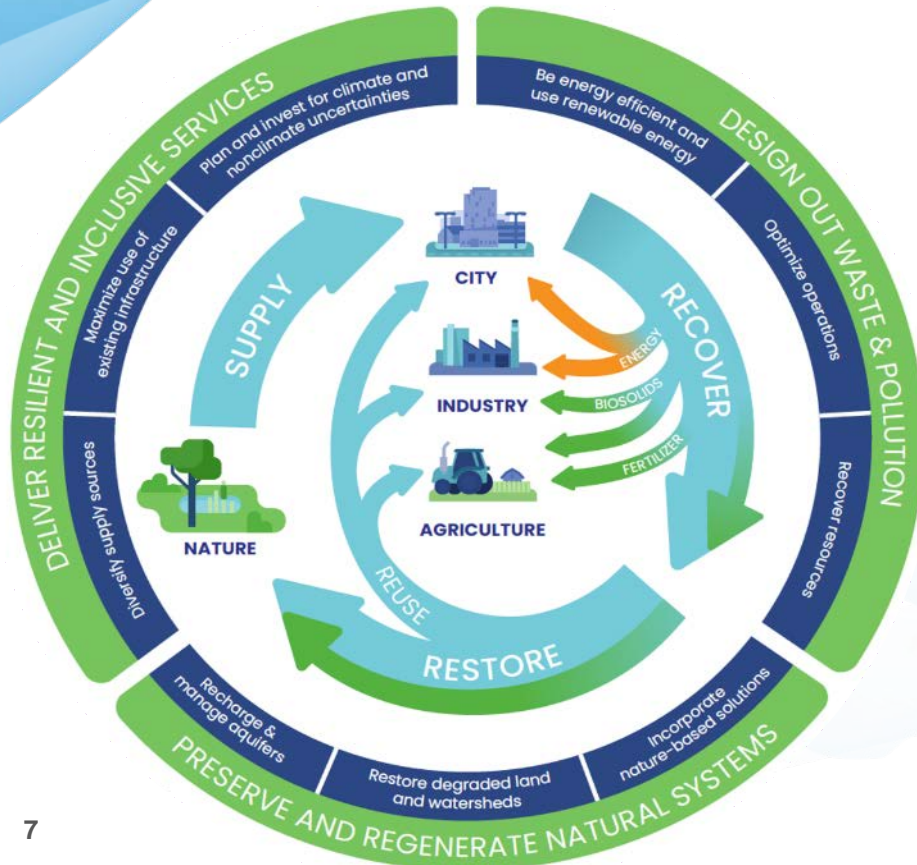 DELIVER RESILIENT AND INCLUSIVE SERVICES
Plan and invest for climate and
nonclimate uncertainties
Maximize use of
existing infrastructure
Diversify supply sources
DESIGN OUT WASTE & POLLUTION
Be energy efficient and
use renewable energy
Optimize operations
Recover resources
PRESERVE AND REGENERATE NATURAL SYSTEMS
Incorporate
nature-based solutions
Restore degraded land
and watersheds
Recharge &
manage aquifers
SUPPLY
RECOVER
RESTORE
REUSE
CITY
INDUSTRY
AGRICULTURE
NATURE
ENERGY
BIOSOLIDS
FERTILIZER
7